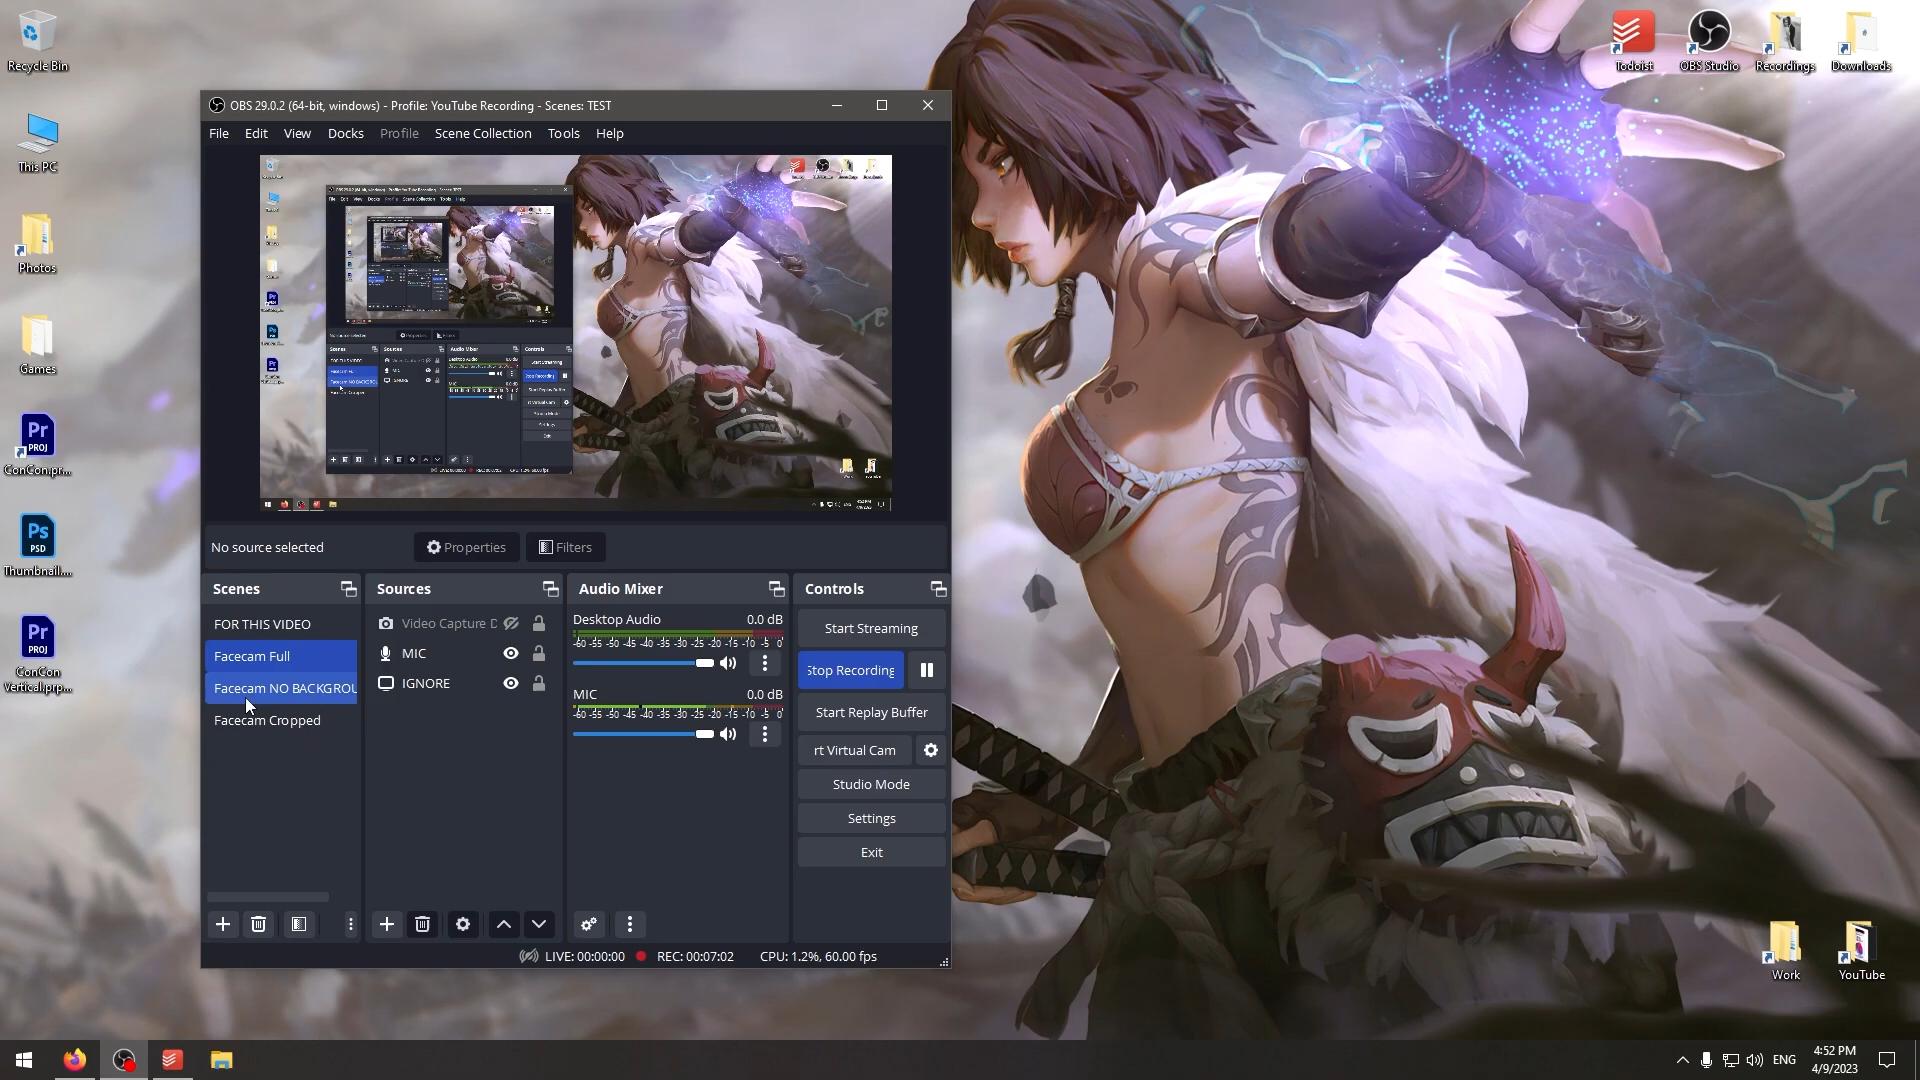 Recycle Bin
This PC
Photos
Games
Pr
PROJ
ConCon.pr...
Ps
PSD
Thumbnail....
Pr
PROJ
ConCon
Vertical.prp...
Todoist
OBS Studio
Recordings
Downloads
OBS 29.0.2 (64-bit, windows) - Profile: YouTube Recording - Scenes: TEST
File Edit View Docks Profile Scene Collection Tools Help
No source selected
Properties
Filters
Scenes
FOR THIS VIDEO
Facecam Full
Facecam NO BACKGROU
Facecam Cropped
Sources
Video Capture D
MIC
IGNORE
Audio Mixer
Desktop Audio 0.0 dB
-60 -55 -50 -45 -40 -35 -30 -25 -20 -15 -10 -5 0
MIC 0.0 dB
-60 -55 -50 -45 -40 -35 -30 -25 -20 -15 -10 -5 0
Controls
Start Streaming
Stop Recording
Start Replay Buffer
rt Virtual Cam
Studio Mode
Settings
Exit
LIVE: 00:00:00 REC: 00:07:02 CPU: 1.2%, 60.00 fps
Work
YouTube
ENG
4:52 PM
4/9/2023